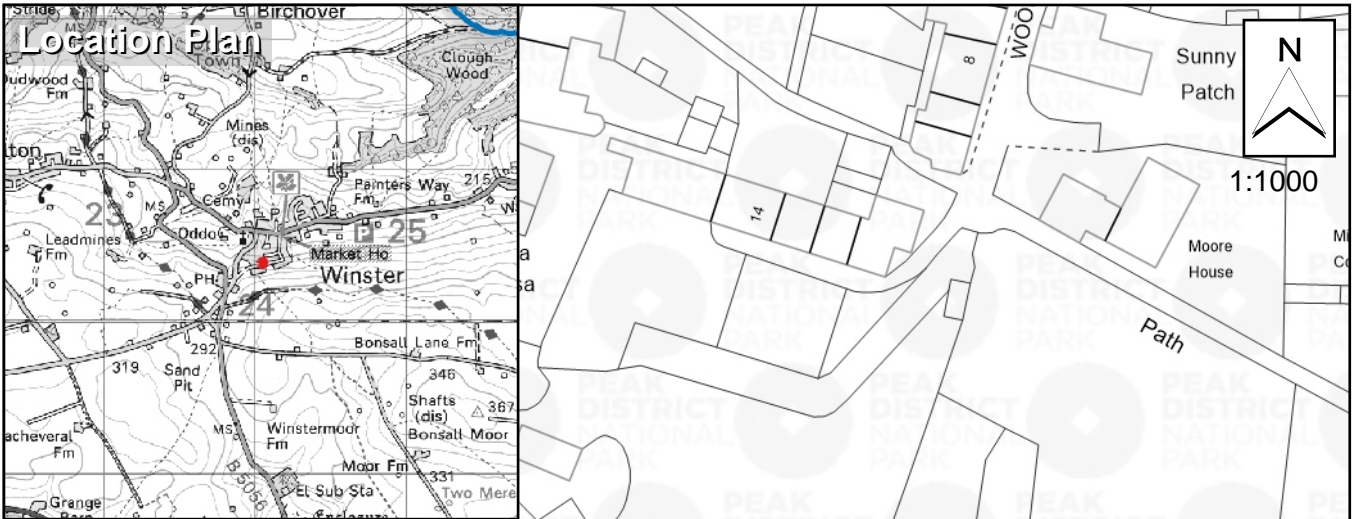 Stride
Birchover
MS
Location Plan
Town
Clough
Wood
Dudwood
Fm
Mines
(dis)
Painters Way
Fm
215
MS
Cemy
23
Oddo
P
25
Leadmines
Fm
Market Ho
PH
Winster
24
292
Bonsall Lane Fm
319
Sand
Pit
346
Shafts
(dis)
367
MS
Winstermoor
Fm
Bonsall Moor
Moor Fm
331
B 5056
El Sub Sta
Two Mere
Grange
8
WOO
Sunny
Patch
N
1:1000
14
Moore
House
Path
PEAK
DISTRICT
NATIONAL
PARK